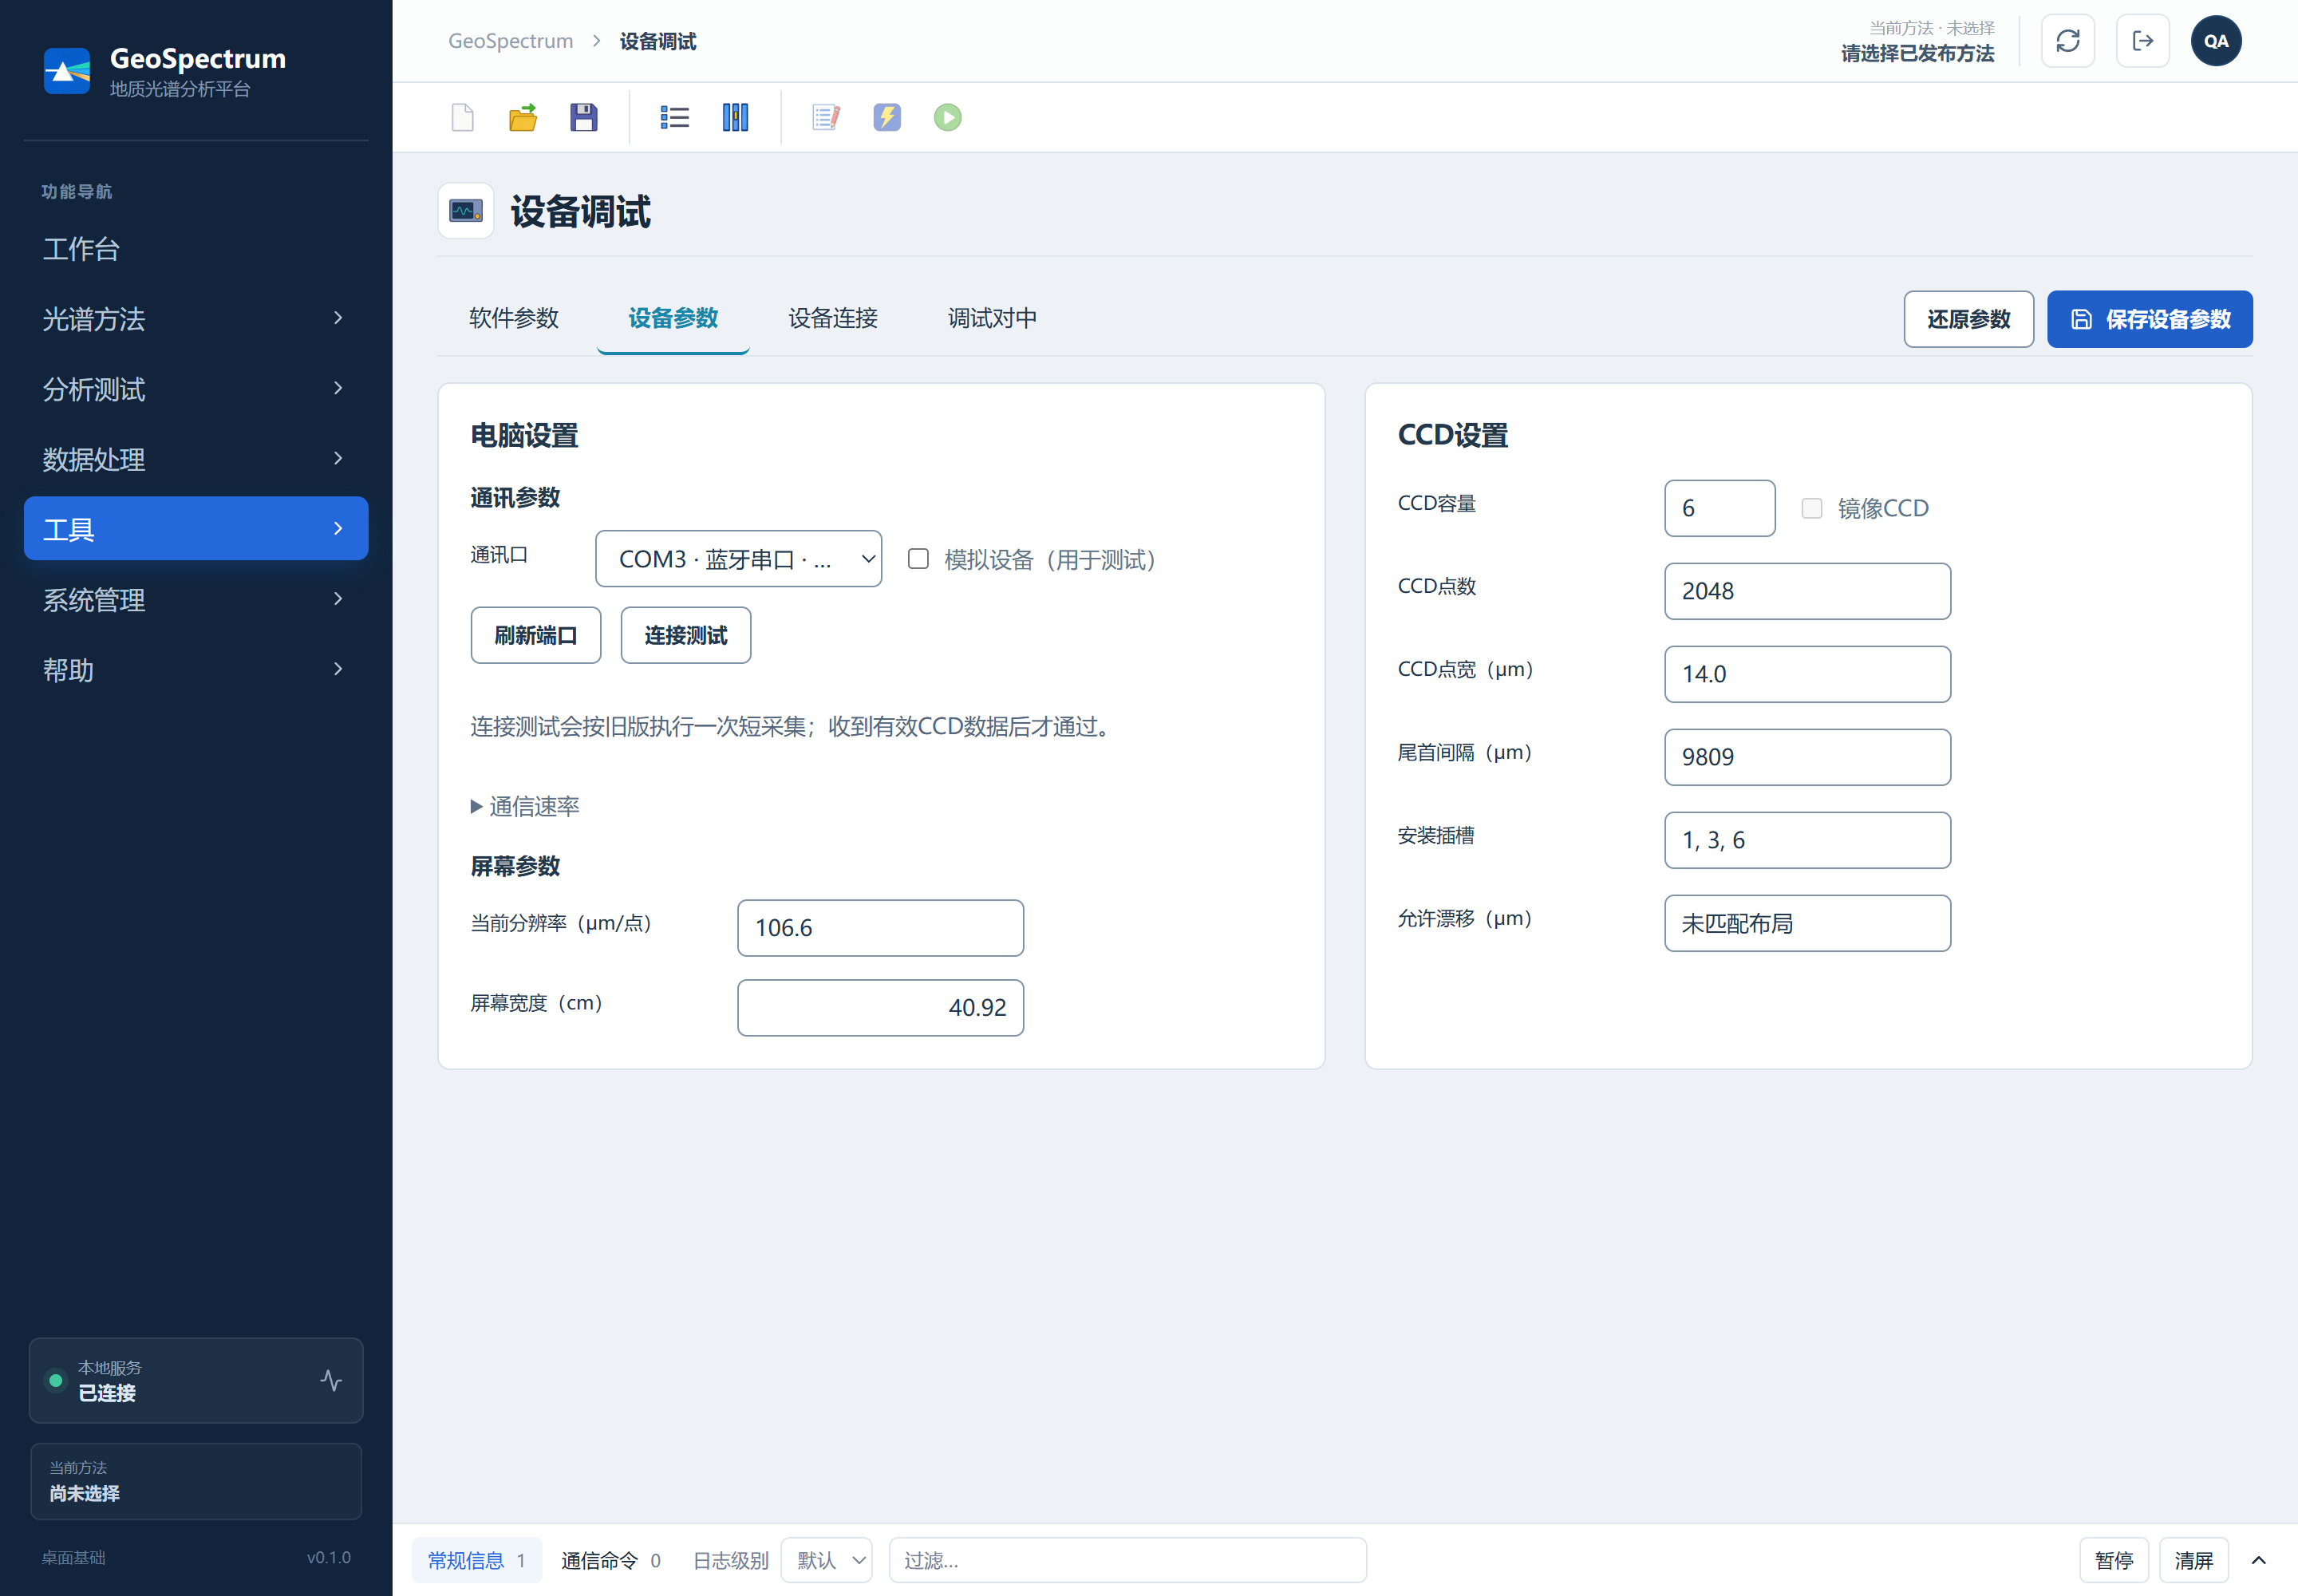 GeoSpectrum
地质光谱分析平台
功能导航
工作台
光谱方法
分析测试
数据处理
工具
系统管理
帮助
本地服务
已连接
当前方法
尚未选择
桌面基础 v0.1.0
GeoSpectrum 设备调试
当前方法 · 未选择
请选择已发布方法
QA
设备调试
软件参数 设备参数 设备连接 调试对中
还原参数 保存设备参数
电脑设置
通讯参数
通讯口 COM3 · 蓝牙串口 · ... 模拟设备（用于测试）
刷新端口 连接测试
连接测试会按旧版执行一次短采集；收到有效CCD数据后才通过。
通信速率
屏幕参数
当前分辨率（μm/点） 106.6
屏幕宽度（cm） 40.92
CCD设置
CCD容量 6 镜像CCD
CCD点数 2048
CCD点宽（μm） 14.0
尾首间隔（μm） 9809
安装插槽 1, 3, 6
允许漂移（μm） 未匹配布局
常规信息 1 通信命令 0 日志级别 默认 过滤... 暂停 清屏